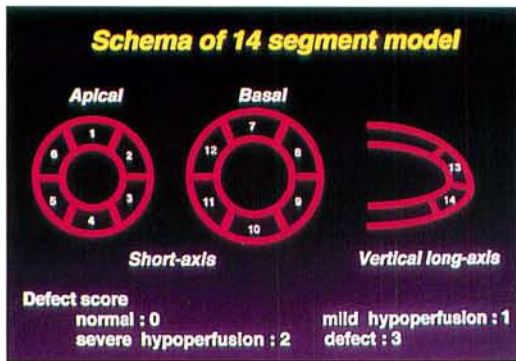 Schema of 14 segment model
Apical Basal
1 2 3 4 5 6
7 8 9 10 11 12
13
14
Short-axis Vertical long-axis
Defect score
normal : 0 mild hypoperfusion : 1
severe hypoperfusion : 2 defect : 3